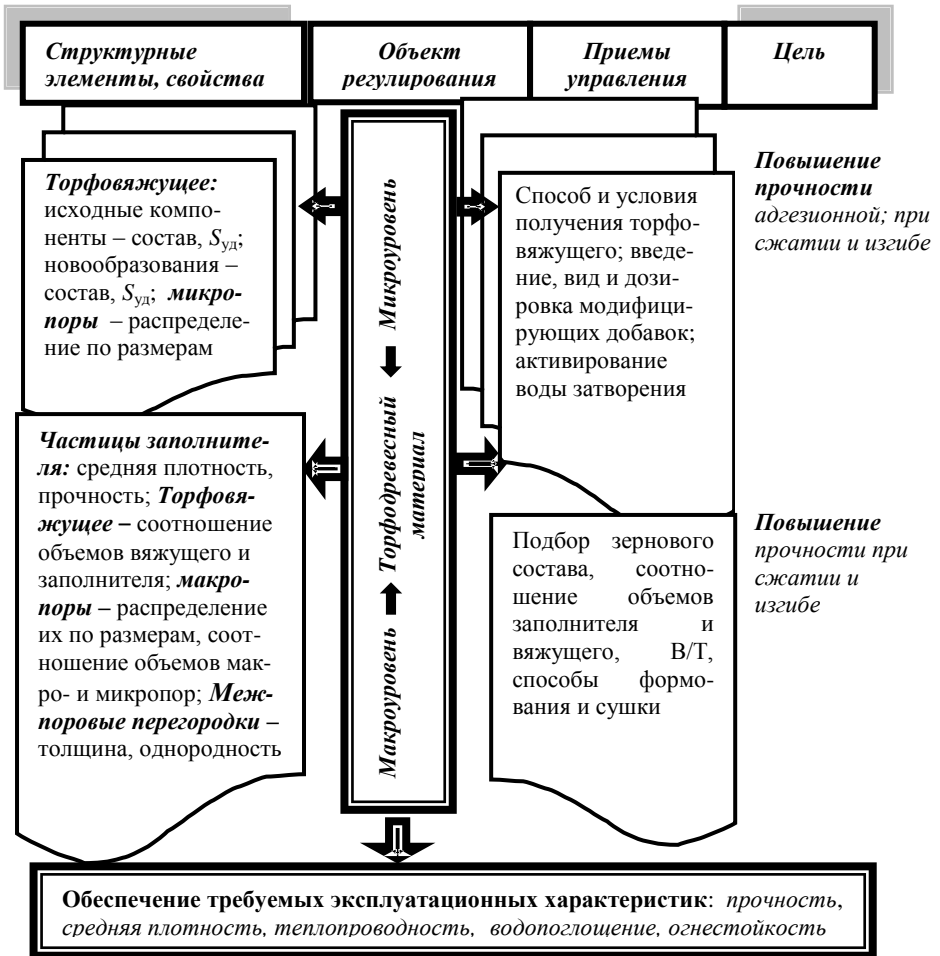 Структурные
элементы, свойства
Объект
регулирования
Приемы
управления
Цель
Торфовяжущее:
исходные компо-
ненты – состав, Sуд;
новообразования –
состав, Sуд; микро-
поры – распределе-
ние по размерам
Микроуровень
Торфодревесный
материал
Макроуровень
Способ и условия
получения торфо-
вяжущего; введе-
ние, вид и дози-
ровка модифици-
рующих добавок;
активирование
воды затворения
Повышение
прочности
адгезионной; при
сжатии и изгибе
Частицы заполните-
ля: средняя плотность,
прочность; Торфовя-
жущее – соотношение
объемов вяжущего и
заполнителя; макро-
поры – распределение
их по размерам, соот-
ношение объемов мак-
ро- и микропор; Меж-
поровые перегородки –
толщина, однородность
Подбор зернового
состава, соотно-
шение объемов
заполнителя и
вяжущего, В/Т,
способы формо-
вания и сушки
Повышение
прочности при
сжатии и
изгибе
Обеспечение требуемых эксплуатационных характеристик: прочность,
средняя плотность, теплопроводность, водопоглощение, огнестойкость